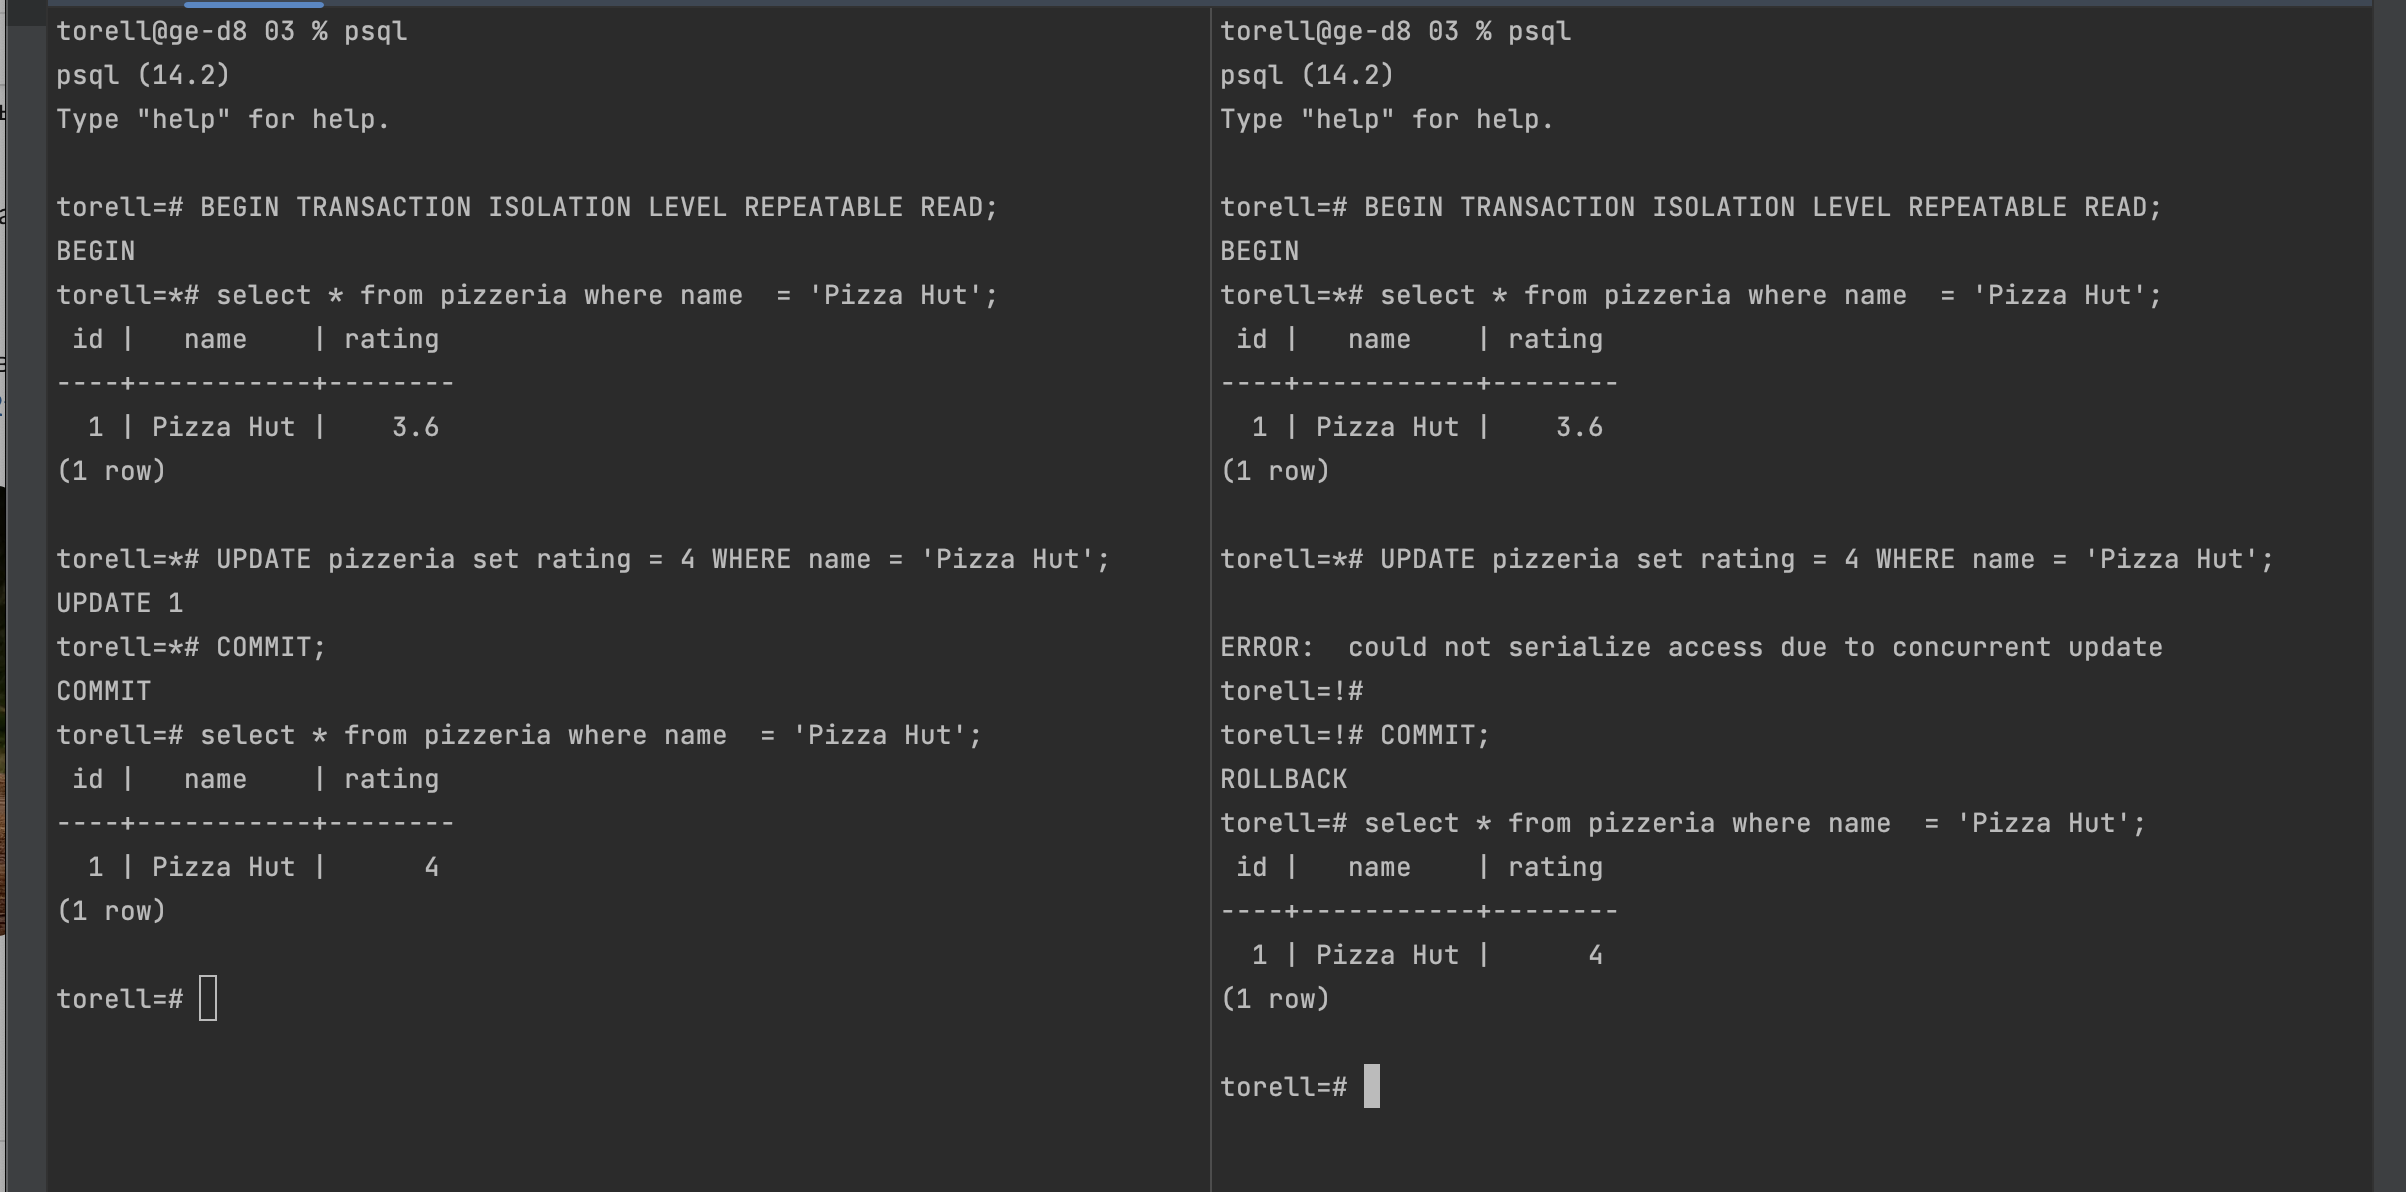 torell@ge-d8 03 % psql
psql (14.2)
Type "help" for help.
torell=# BEGIN TRANSACTION ISOLATION LEVEL REPEATABLE READ;
BEGIN
torell=*# select * from pizzeria where name  = 'Pizza Hut';
 id |   name    | rating
----+-----------+--------
  1 | Pizza Hut |    3.6
(1 row)
torell=*# UPDATE pizzeria set rating = 4 WHERE name = 'Pizza Hut';
UPDATE 1
torell=*# COMMIT;
COMMIT
torell=# select * from pizzeria where name  = 'Pizza Hut';
 id |   name    | rating
----+-----------+--------
  1 | Pizza Hut |      4
(1 row)
torell=#
torell@ge-d8 03 % psql
psql (14.2)
Type "help" for help.
torell=# BEGIN TRANSACTION ISOLATION LEVEL REPEATABLE READ;
BEGIN
torell=*# select * from pizzeria where name  = 'Pizza Hut';
 id |   name    | rating
----+-----------+--------
  1 | Pizza Hut |    3.6
(1 row)
torell=*# UPDATE pizzeria set rating = 4 WHERE name = 'Pizza Hut';
ERROR:  could not serialize access due to concurrent update
torell=!#
torell=!# COMMIT;
ROLLBACK
torell=# select * from pizzeria where name  = 'Pizza Hut';
 id |   name    | rating
----+-----------+--------
  1 | Pizza Hut |      4
(1 row)
torell=#